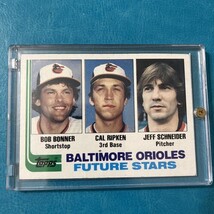 BOB BONNER
Shortstop
CAL RIPKEN
3rd Base
JEFF SCHNEIDER
Pitcher
Topps
BALTIMORE ORIOLES
FUTURE STARS